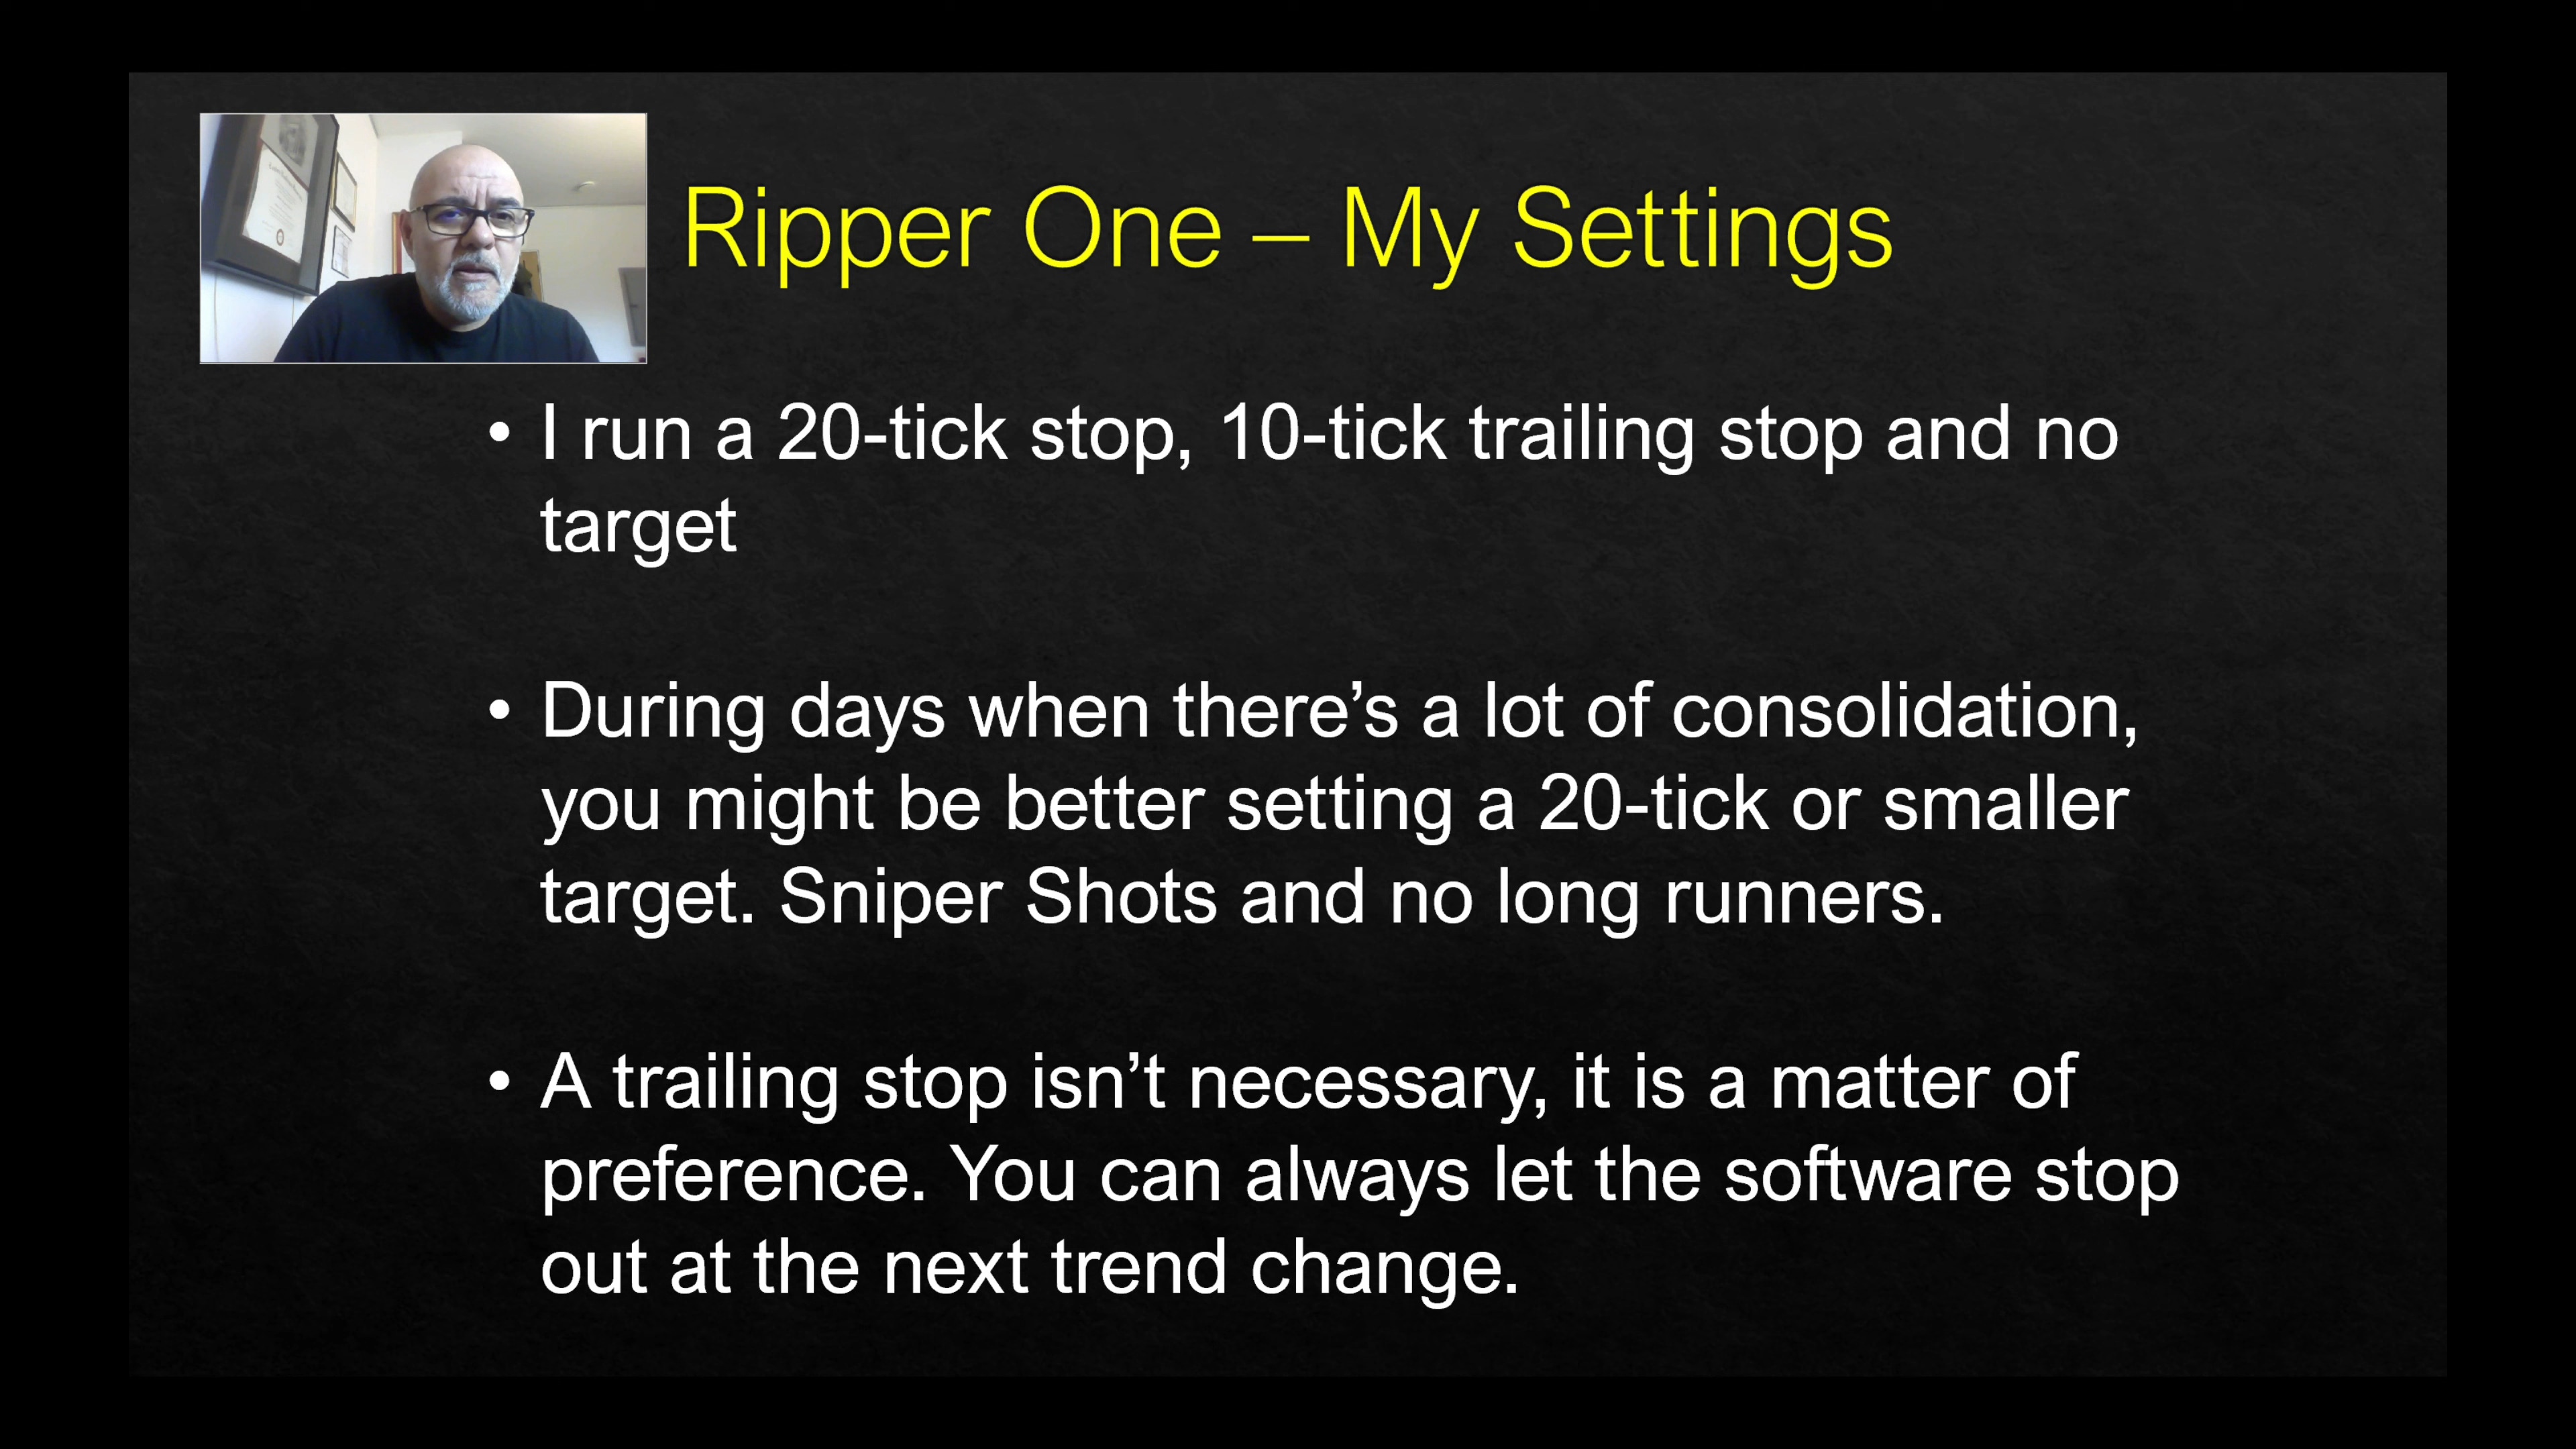 Ripper One – My Settings
• I run a 20-tick stop, 10-tick trailing stop and no
target
• During days when there’s a lot of consolidation,
you might be better setting a 20-tick or smaller
target. Sniper Shots and no long runners.
• A trailing stop isn’t necessary, it is a matter of
preference. You can always let the software stop
out at the next trend change.